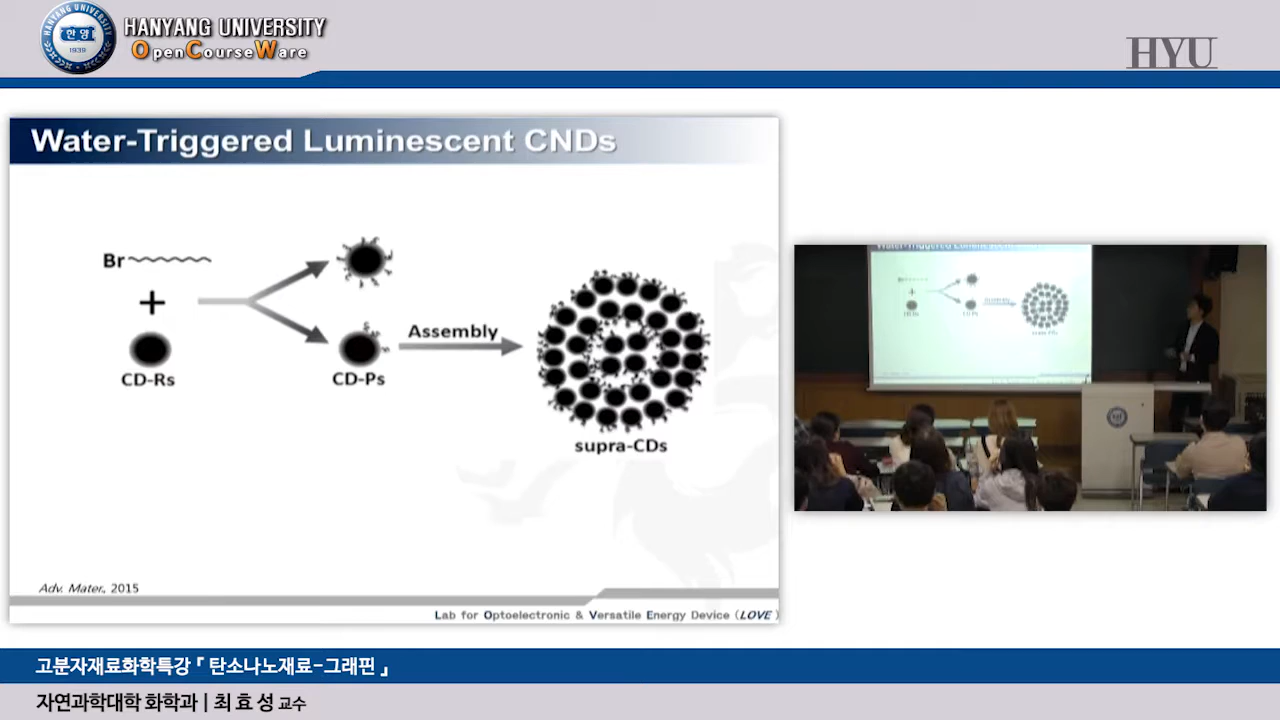 HANYANG UNIVERSITY
OpenCourseWare
HYU
Water-Triggered Luminescent CNDs
Br
+
CD-Rs
CD-Ps
Assembly
supra-CDs
Adv. Mater., 2015
Lab for Optoelectronic & Versatile Energy Device (LOVE)
고분자재료화학특강『탄소나노재료-그래핀』
자연과학대학 화학과 | 최효성 교수